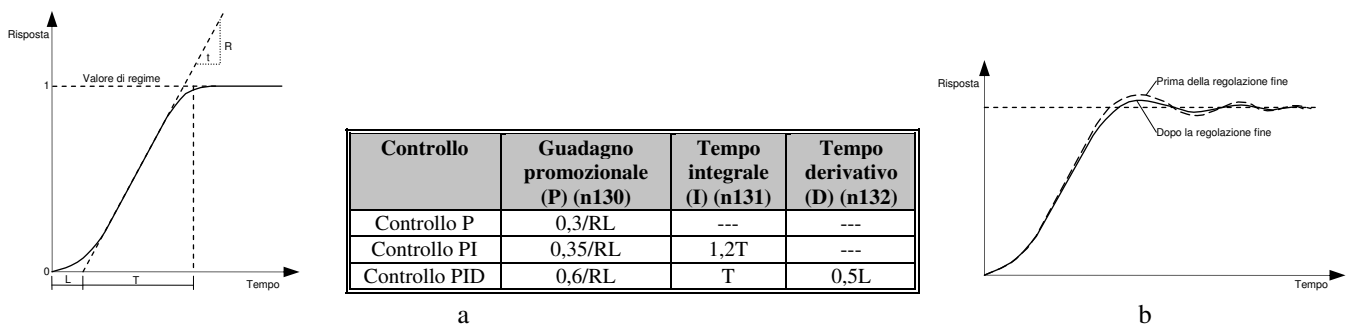 Risposta
R
t
Valore di regime
1
0
L
T
Tempo
Controllo Guadagno promozionale (P) (n130) Tempo integrale (I) (n131) Tempo derivativo (D) (n132)
Controllo P 0,3/RL --- ---
Controllo PI 0,35/RL 1,2T ---
Controllo PID 0,6/RL T 0,5L
a
Risposta
Prima della regolazione fine
Dopo la regolazione fine
Tempo
b